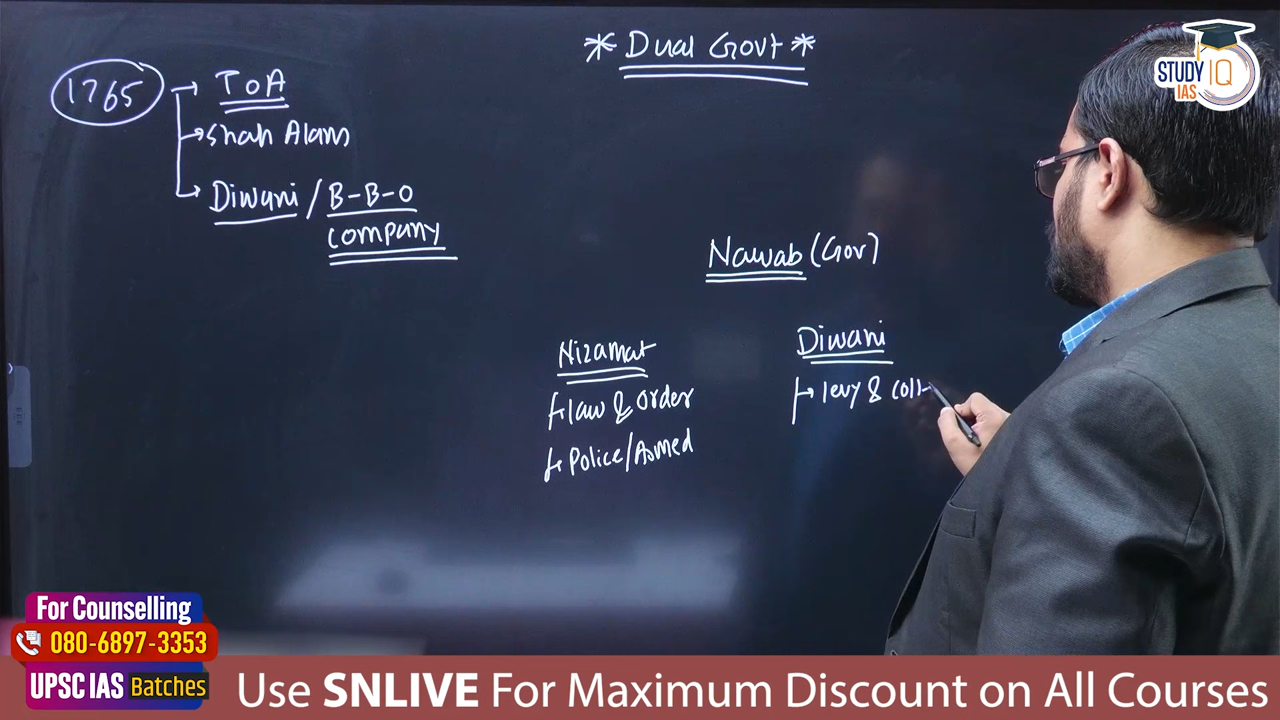 * Dual Govt *
1765 → ToA
→ Shah Alam
→ Diwani / B-B-O
Company
Nawab (Gov)
Nizamat
→ law & order
→ Police/Armed
Diwani
→ levy & coll
STUDY IQ
IAS
For Counselling
080-6897-3353
UPSC IAS Batches
Use SNLIVE For Maximum Discount on All Courses